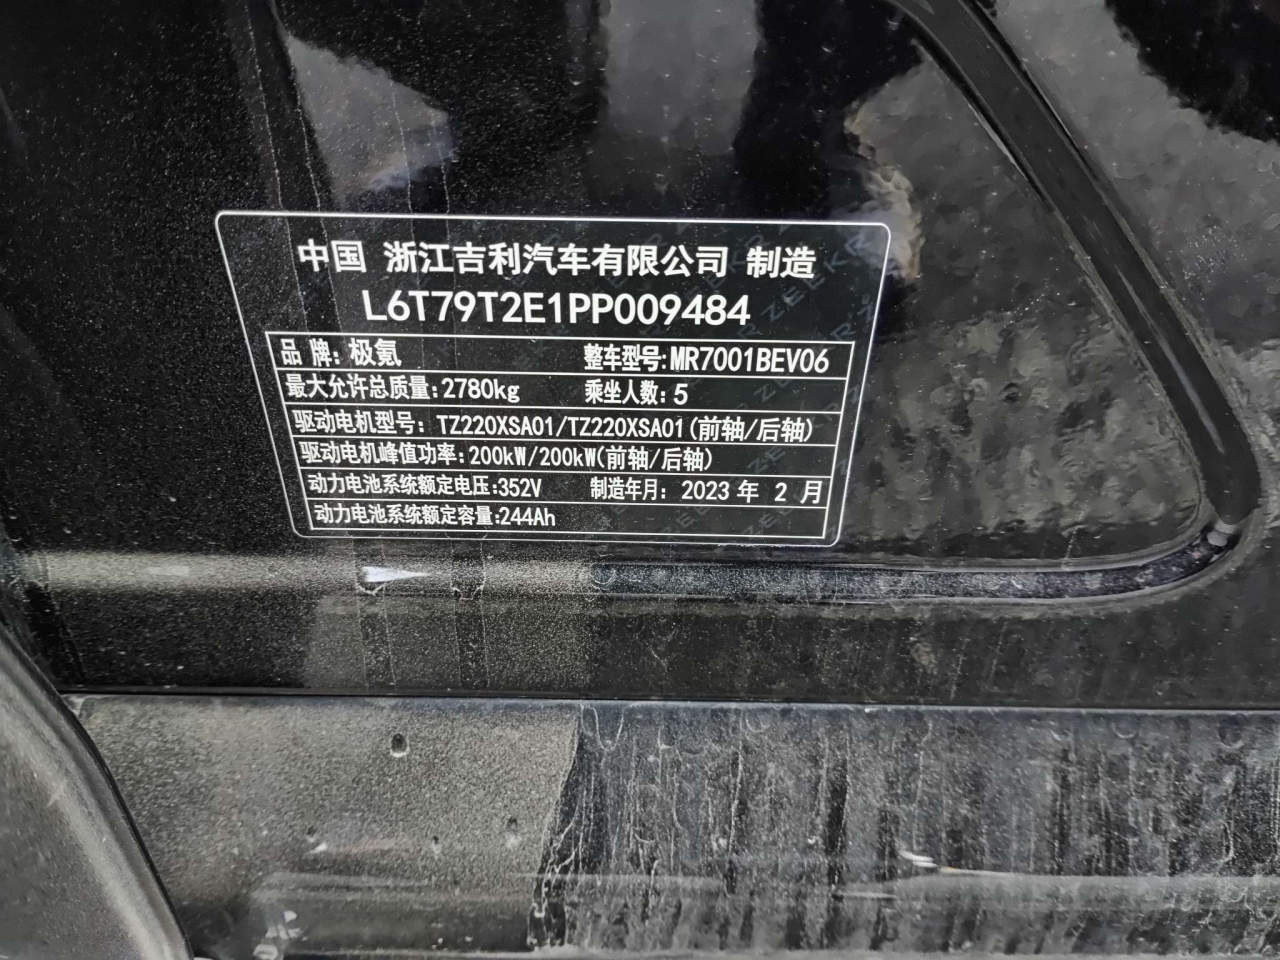 中国 浙江吉利汽车有限公司 制造
L6T79T2E1PP009484
品 牌: 极氪 整车型号:MR7001BEV06
最大允许总质量:2780kg 乘坐人数: 5
驱动电机型号: TZ220XSA01/TZ220XSA01(前轴/后轴)
驱动电机峰值功率:200kW/200kW(前轴/后轴)
动力电池系统额定电压:352V 制造年月: 2023 年 2 月
动力电池系统额定容量:244Ah
ZEEKR